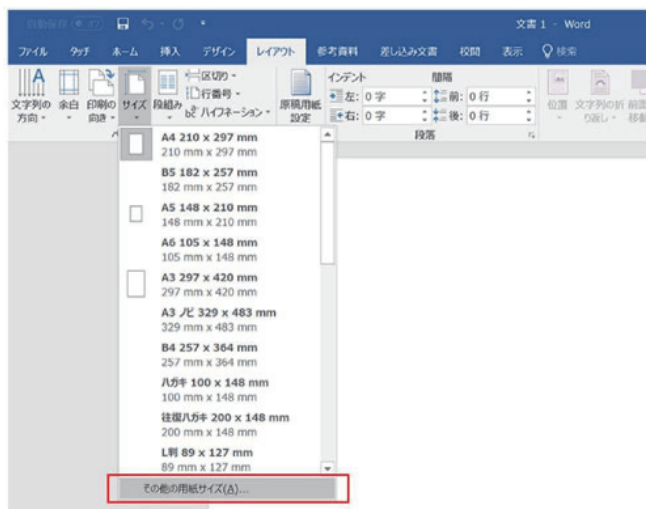 自動保存 オフ
文書 1 - Word
ファイル タッチ ホーム 挿入 デザイン レイアウト 参考資料 差し込み文書 校閲 表示 検索
文字列の方向
余白
印刷の向き
サイズ
段組み
区切り
行番号
ハイフネーション
原稿用紙設定
インデント
左: 0 字
右: 0 字
間隔
前: 0 行
後: 0 行
段落
位置
文字列の折り返し
前面
移動
A4 210 x 297 mm
210 mm x 297 mm
B5 182 x 257 mm
182 mm x 257 mm
A5 148 x 210 mm
148 mm x 210 mm
A6 105 x 148 mm
105 mm x 148 mm
A3 297 x 420 mm
297 mm x 420 mm
A3 ノビ 329 x 483 mm
329 mm x 483 mm
B4 257 x 364 mm
257 mm x 364 mm
ハガキ 100 x 148 mm
100 mm x 148 mm
往復ハガキ 200 x 148 mm
200 mm x 148 mm
L判 89 x 127 mm
89 mm x 127 mm
その他の用紙サイズ(A)...